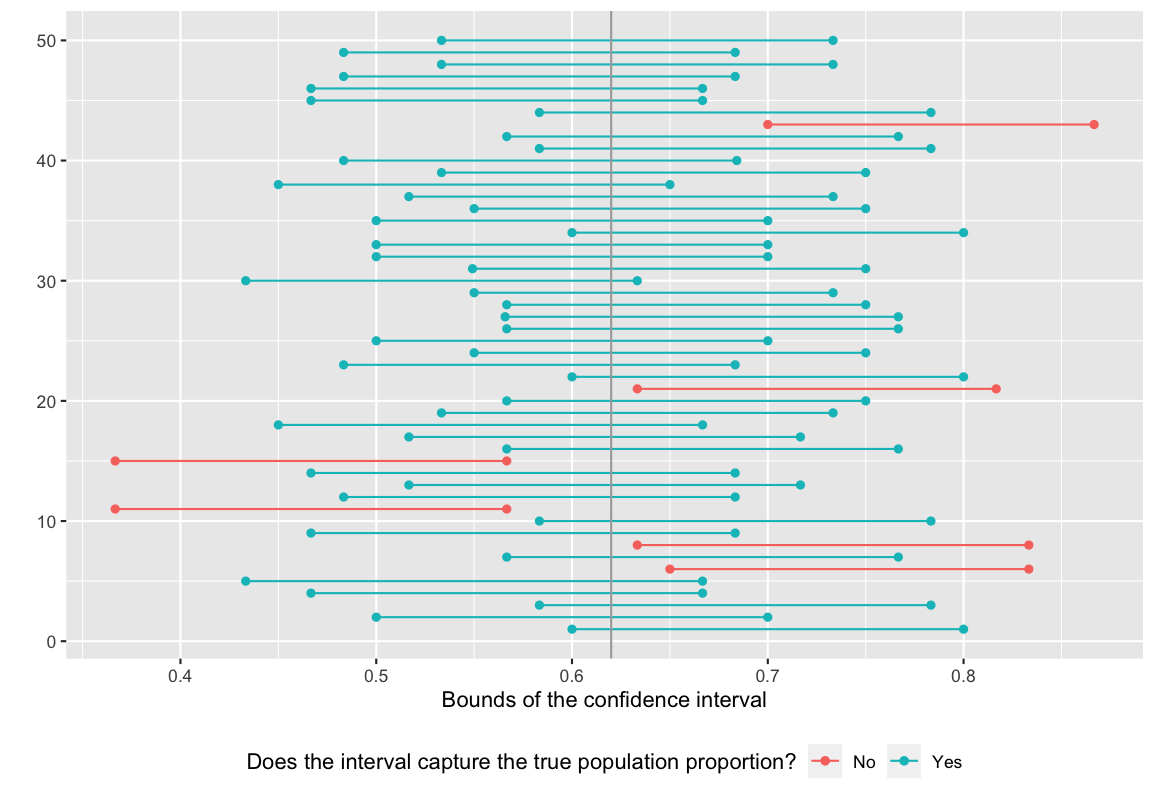 50
40
30
20
10
0
0.4 0.5 0.6 0.7 0.8
Bounds of the confidence interval
Does the interval capture the true population proportion? No Yes